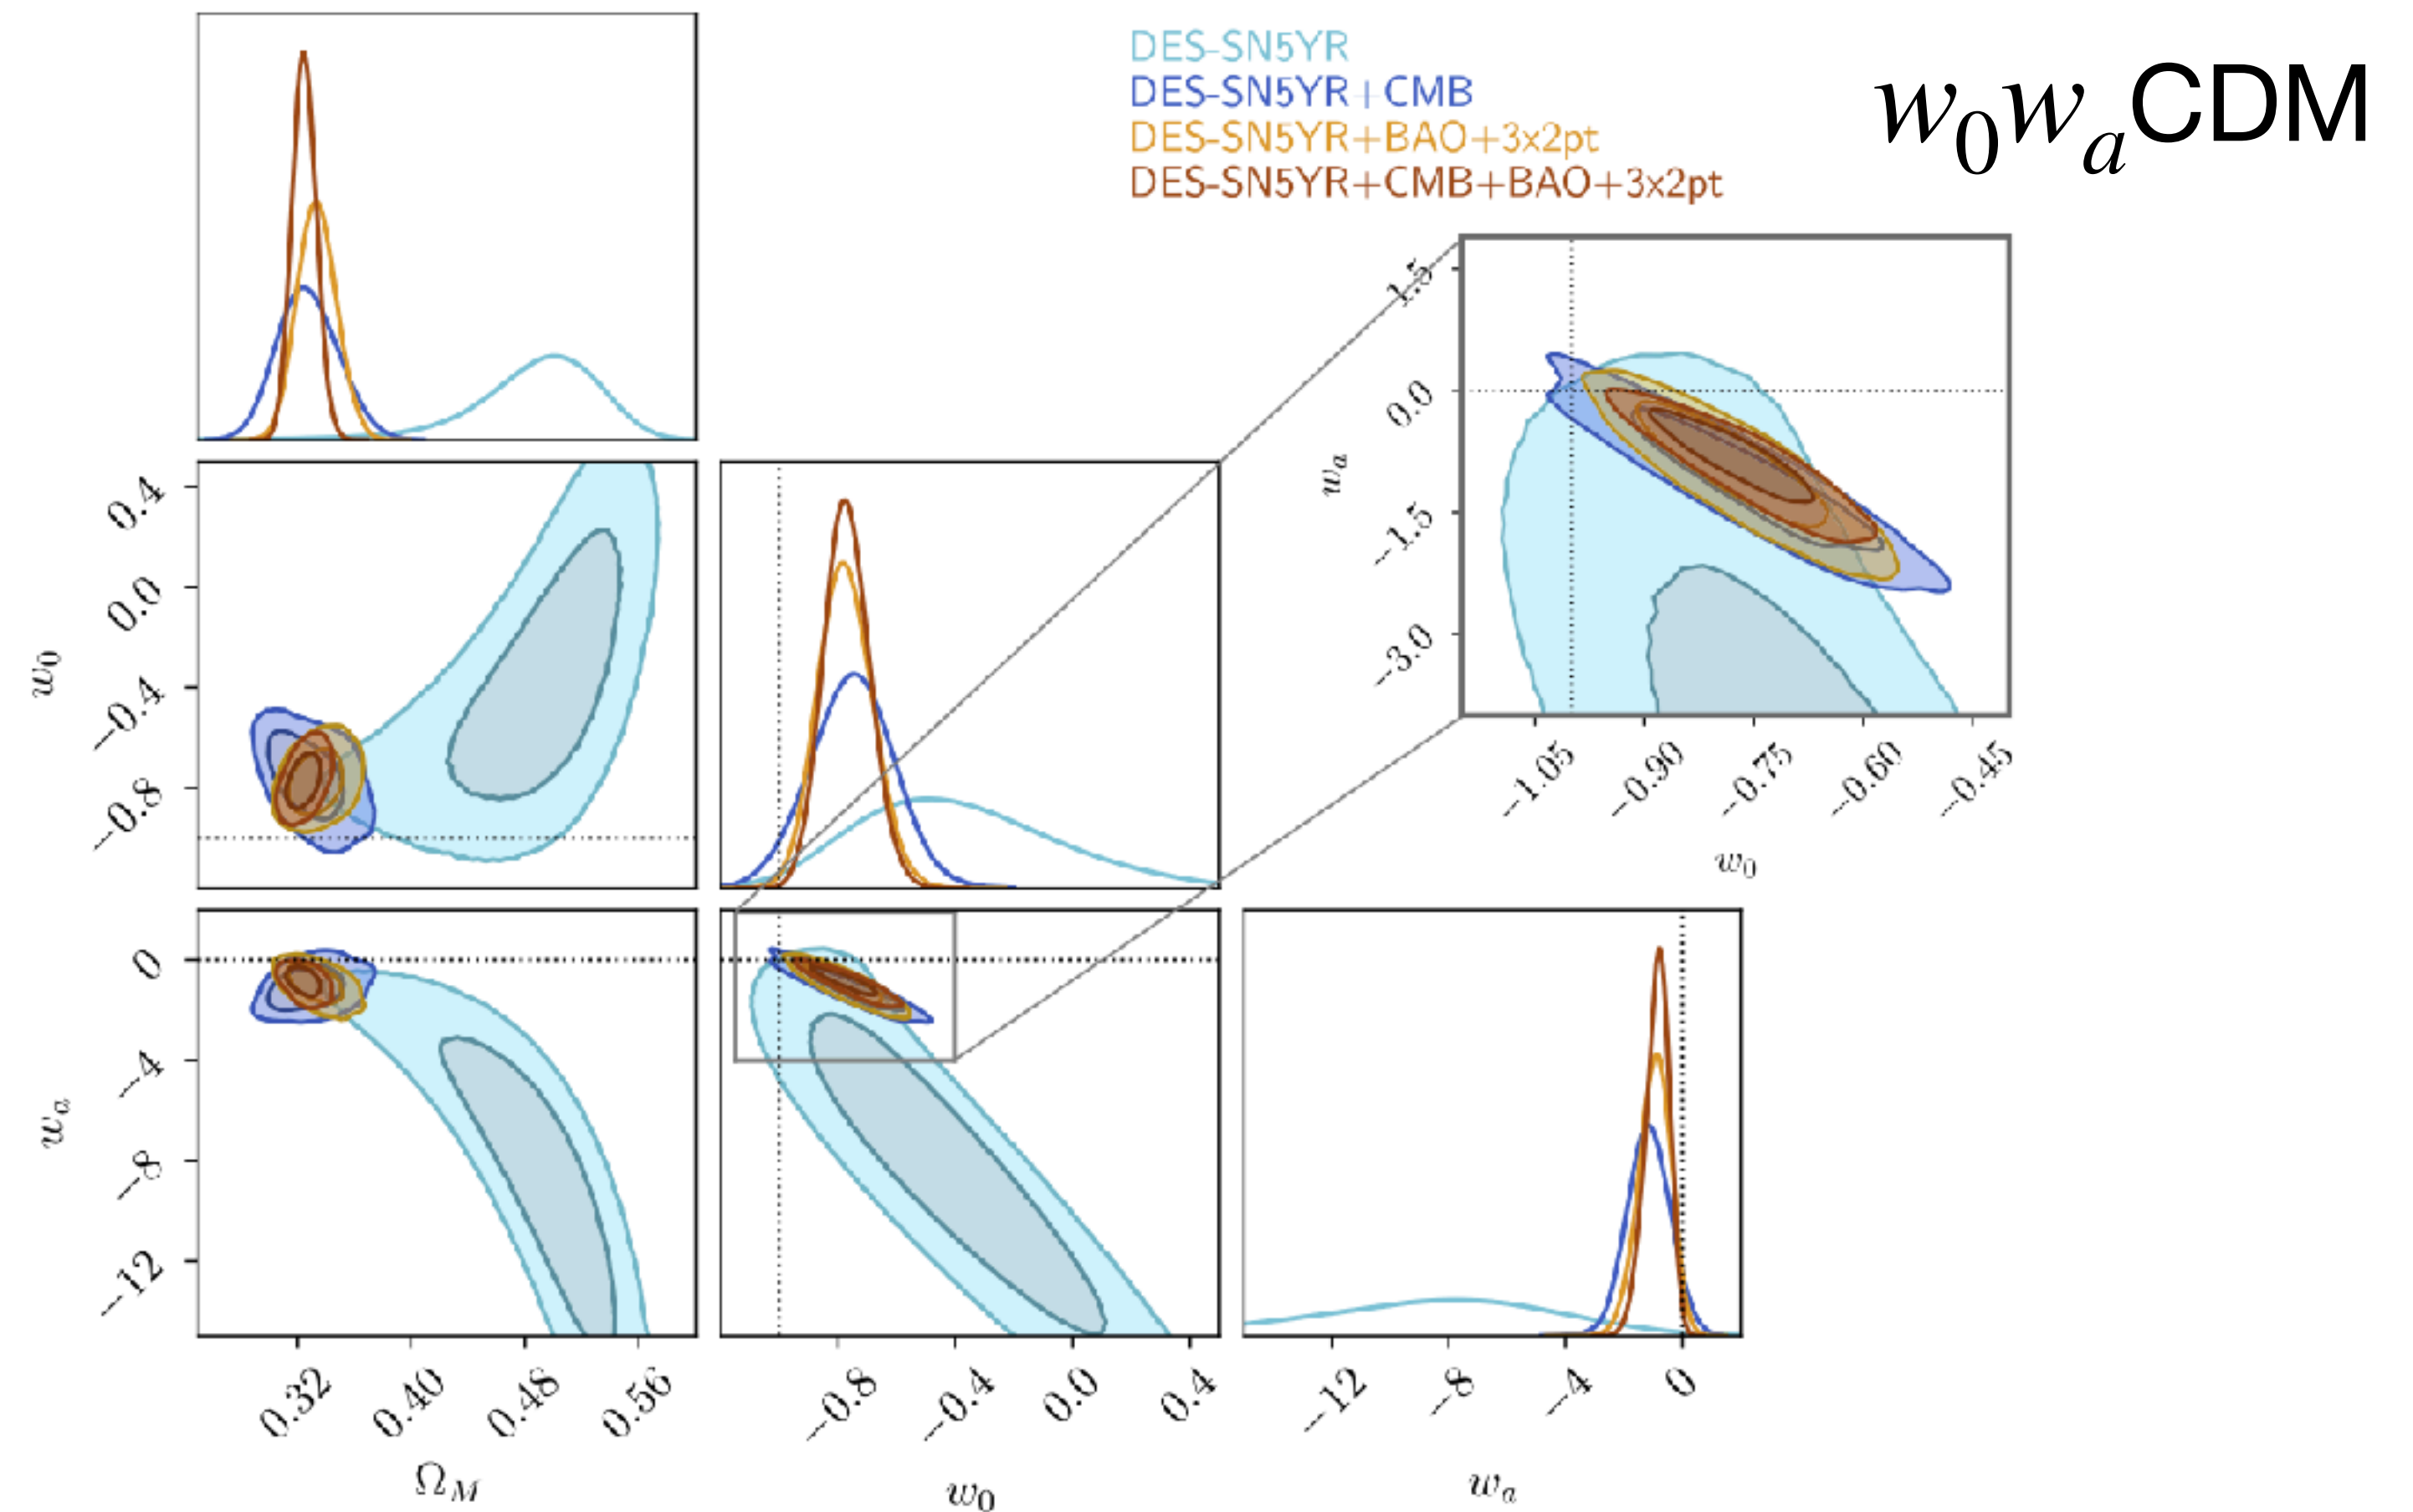 DES-SN5YR
DES-SN5YR+CMB
DES-SN5YR+BAO+3x2pt
DES-SN5YR+CMB+BAO+3x2pt
w₀wₐCDM
1.5
0.0
−1.5
−3.0
wₐ
−1.05 −0.90 −0.75 −0.60 −0.45
w₀
0.4
0.0
−0.4
−0.8
w₀
0
−4
−8
−12
wₐ
0.32 0.40 0.48 0.56
Ω_M
−0.8 −0.4 0.0 0.4
w₀
−12 −8 −4 0
wₐ